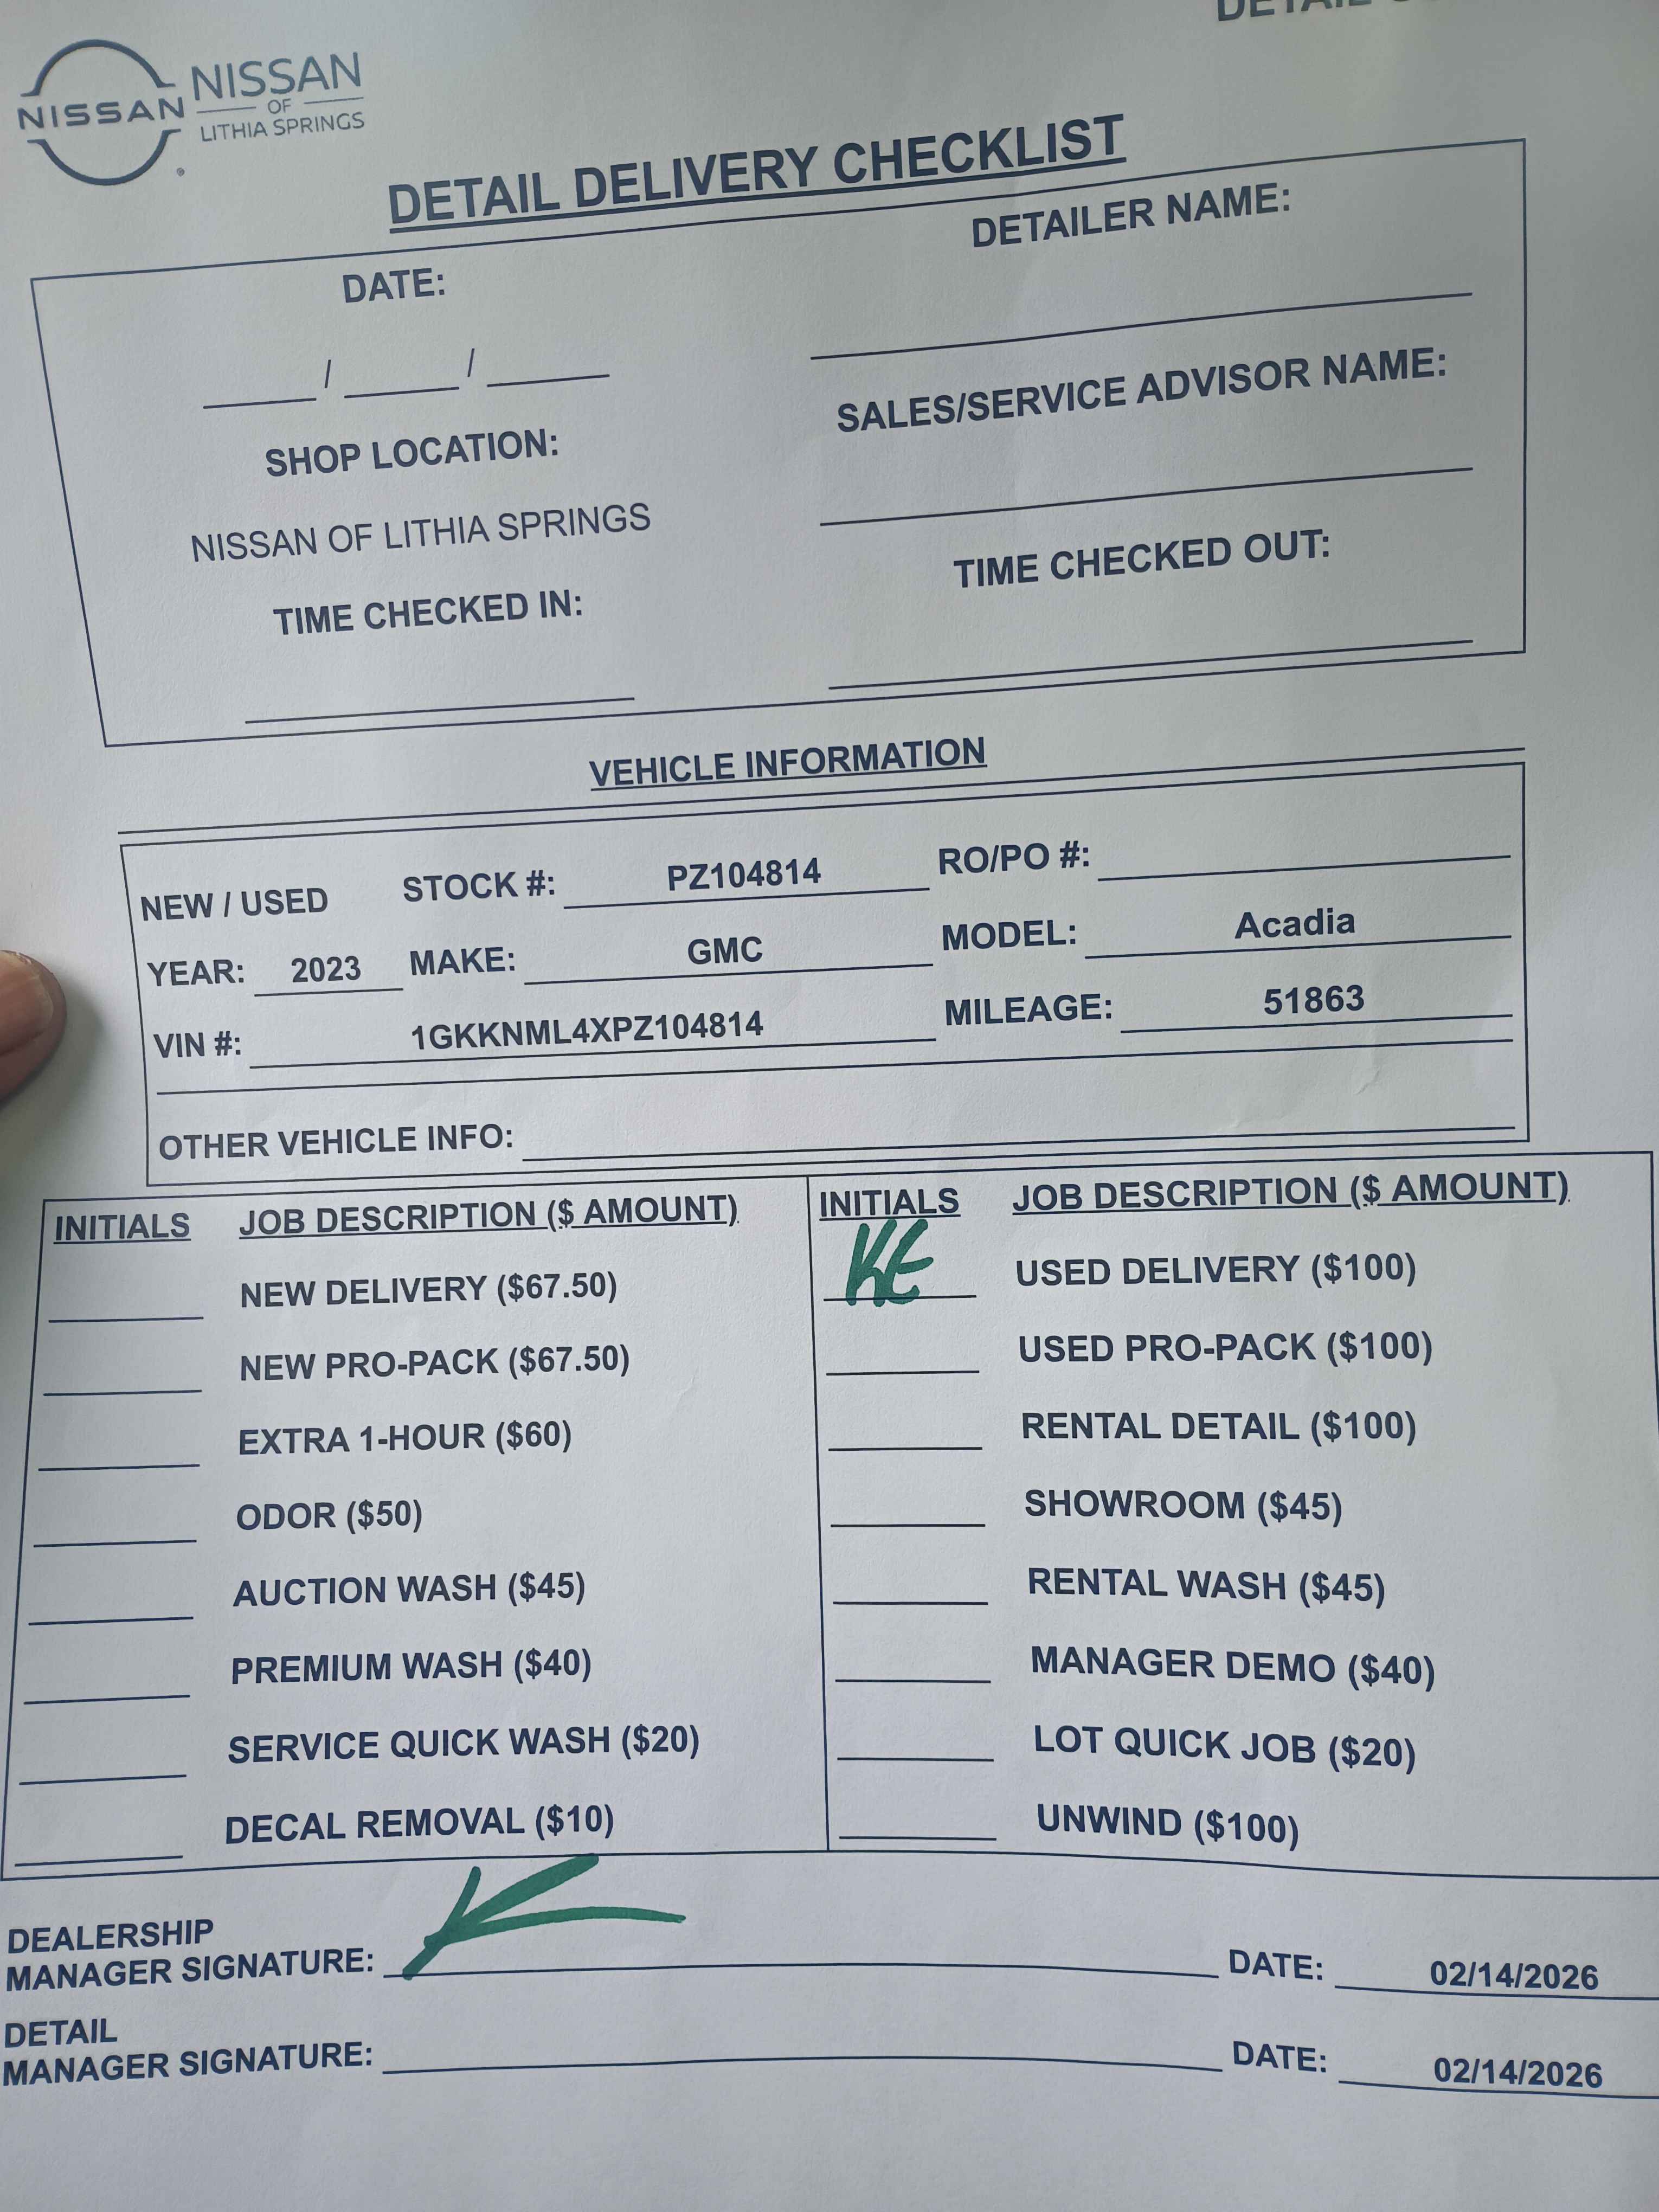 NISSAN
NISSAN
OF
LITHIA SPRINGS
DETAIL DELIVERY CHECKLIST
DATE:
DETAILER NAME:
/ /
SHOP LOCATION:
SALES/SERVICE ADVISOR NAME:
NISSAN OF LITHIA SPRINGS
TIME CHECKED IN:
TIME CHECKED OUT:
VEHICLE INFORMATION
NEW / USED STOCK #: PZ104814 RO/PO #:
YEAR: 2023 MAKE: GMC MODEL: Acadia
VIN #: 1GKKNML4XPZ104814 MILEAGE: 51863
OTHER VEHICLE INFO:
INITIALS JOB DESCRIPTION ($ AMOUNT)
NEW DELIVERY ($67.50)
NEW PRO-PACK ($67.50)
EXTRA 1-HOUR ($60)
ODOR ($50)
AUCTION WASH ($45)
PREMIUM WASH ($40)
SERVICE QUICK WASH ($20)
DECAL REMOVAL ($10)
INITIALS JOB DESCRIPTION ($ AMOUNT)
KE USED DELIVERY ($100)
USED PRO-PACK ($100)
RENTAL DETAIL ($100)
SHOWROOM ($45)
RENTAL WASH ($45)
MANAGER DEMO ($40)
LOT QUICK JOB ($20)
UNWIND ($100)
DEALERSHIP
MANAGER SIGNATURE: DATE: 02/14/2026
DETAIL
MANAGER SIGNATURE: DATE: 02/14/2026